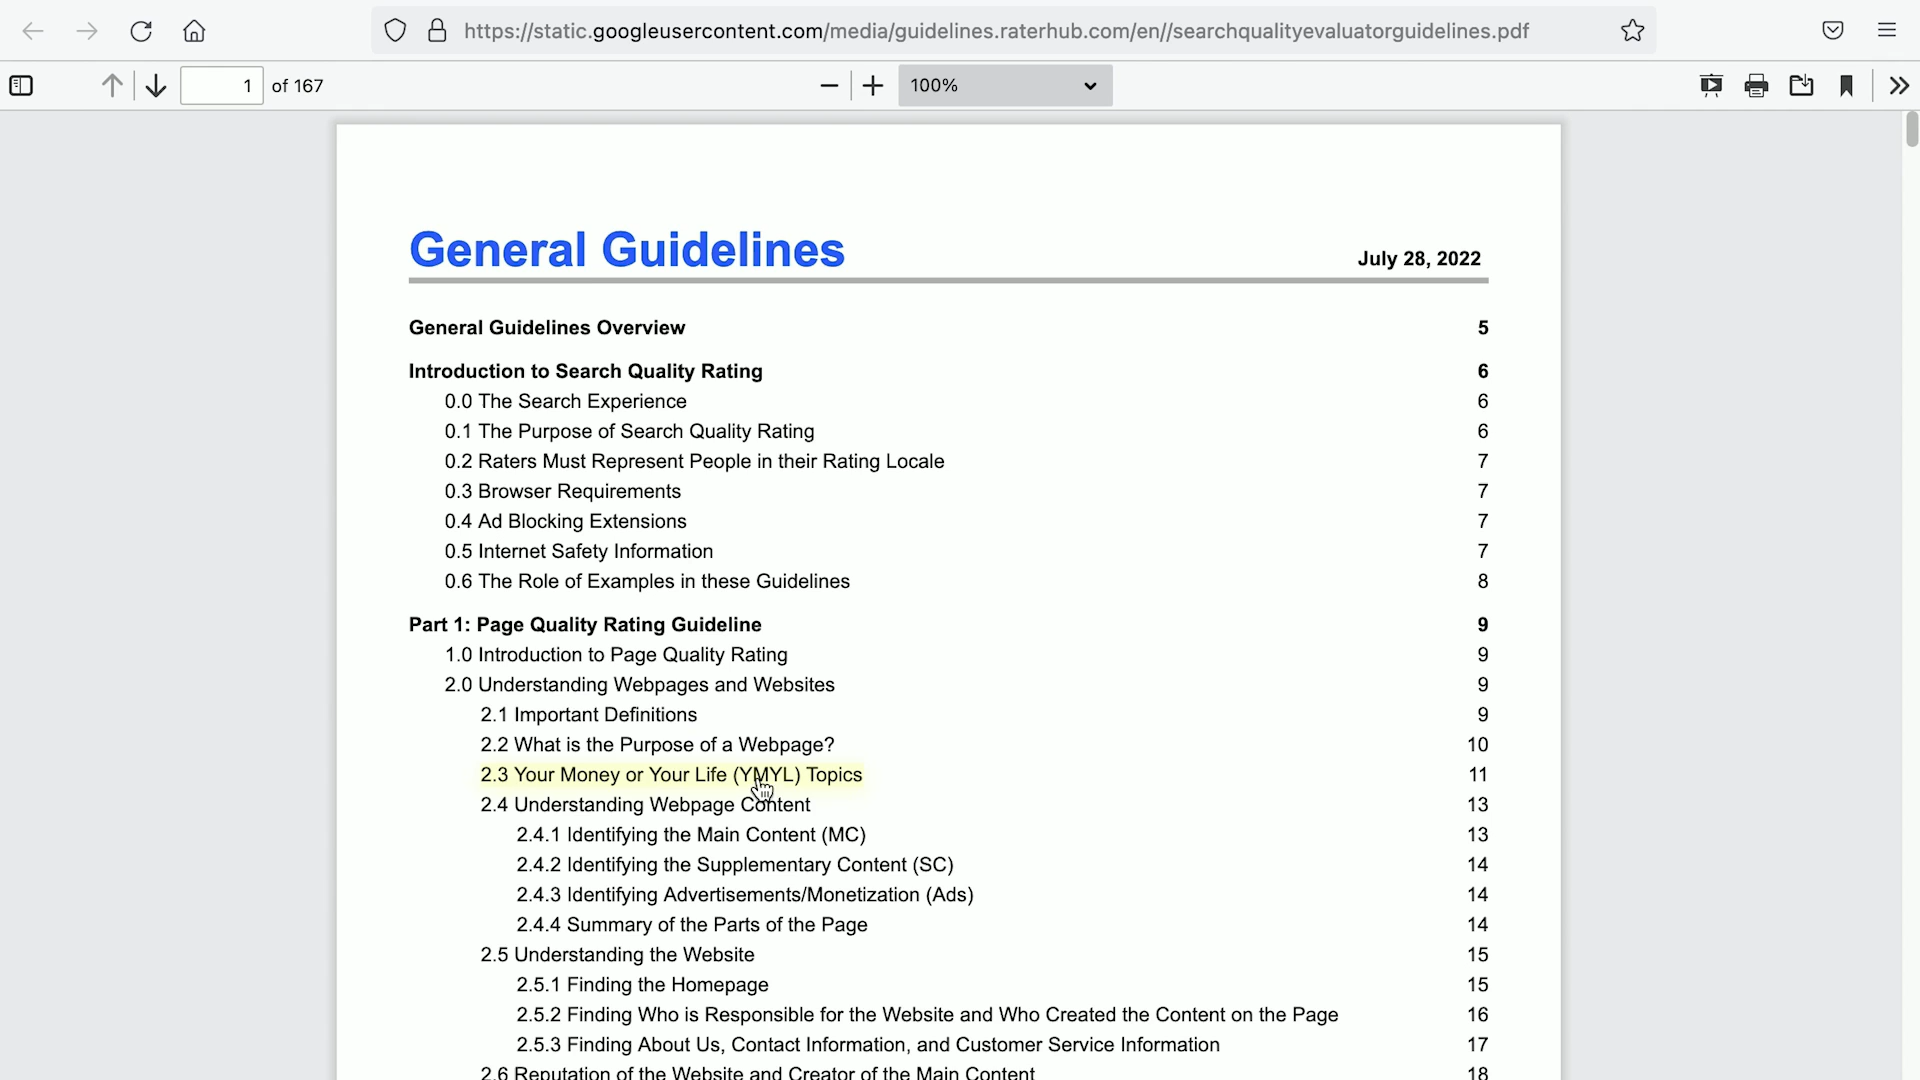 https://static.googleusercontent.com/media/guidelines.raterhub.com/en//searchqualityevaluatorguidelines.pdf
1 of 167
100%
General Guidelines July 28, 2022
General Guidelines Overview 5
Introduction to Search Quality Rating 6
0.0 The Search Experience 6
0.1 The Purpose of Search Quality Rating 6
0.2 Raters Must Represent People in their Rating Locale 7
0.3 Browser Requirements 7
0.4 Ad Blocking Extensions 7
0.5 Internet Safety Information 7
0.6 The Role of Examples in these Guidelines 8
Part 1: Page Quality Rating Guideline 9
1.0 Introduction to Page Quality Rating 9
2.0 Understanding Webpages and Websites 9
2.1 Important Definitions 9
2.2 What is the Purpose of a Webpage? 10
2.3 Your Money or Your Life (YMYL) Topics 11
2.4 Understanding Webpage Content 13
2.4.1 Identifying the Main Content (MC) 13
2.4.2 Identifying the Supplementary Content (SC) 14
2.4.3 Identifying Advertisements/Monetization (Ads) 14
2.4.4 Summary of the Parts of the Page 14
2.5 Understanding the Website 15
2.5.1 Finding the Homepage 15
2.5.2 Finding Who is Responsible for the Website and Who Created the Content on the Page 16
2.5.3 Finding About Us, Contact Information, and Customer Service Information 17
2.6 Reputation of the Website and Creator of the Main Content 18